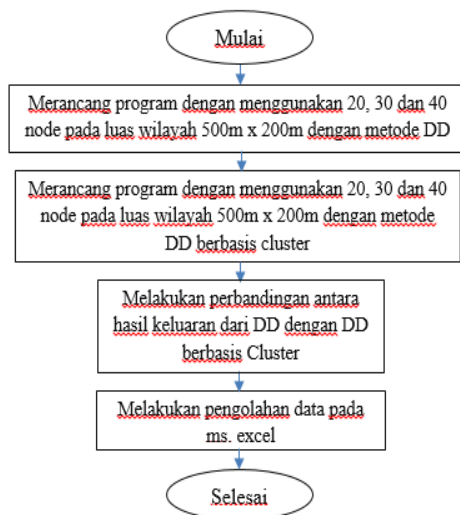 Mulai
Merancang program dengan menggunakan 20, 30 dan 40
node pada luas wilayah 500m x 200m dengan metode DD
Merancang program dengan menggunakan 20, 30 dan 40
node pada luas wilayah 500m x 200m dengan metode
DD berbasis cluster
Melakukan perbandingan antara
hasil keluaran dari DD dengan DD
berbasis Cluster
Melakukan pengolahan data pada
ms. excel
Selesai